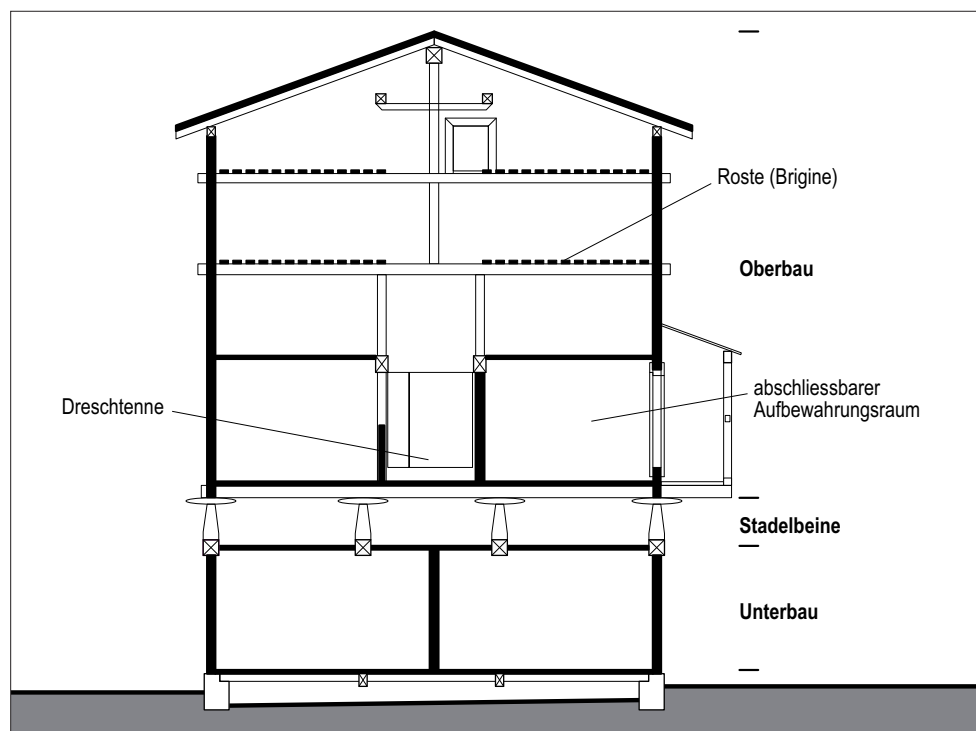 Roste (Brigine)
Oberbau
Dreschtenne
abschliessbarer
Aufbewahrungsraum
Stadelbeine
Unterbau